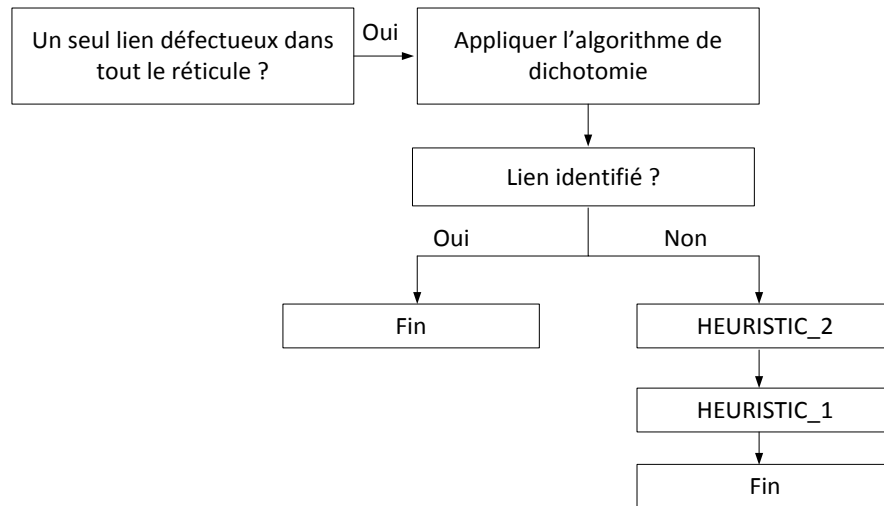 Un seul lien défectueux dans
tout le réticule ?
Oui
Appliquer l’algorithme de
dichotomie
Lien identifié ?
Oui
Non
Fin
HEURISTIC_2
HEURISTIC_1
Fin